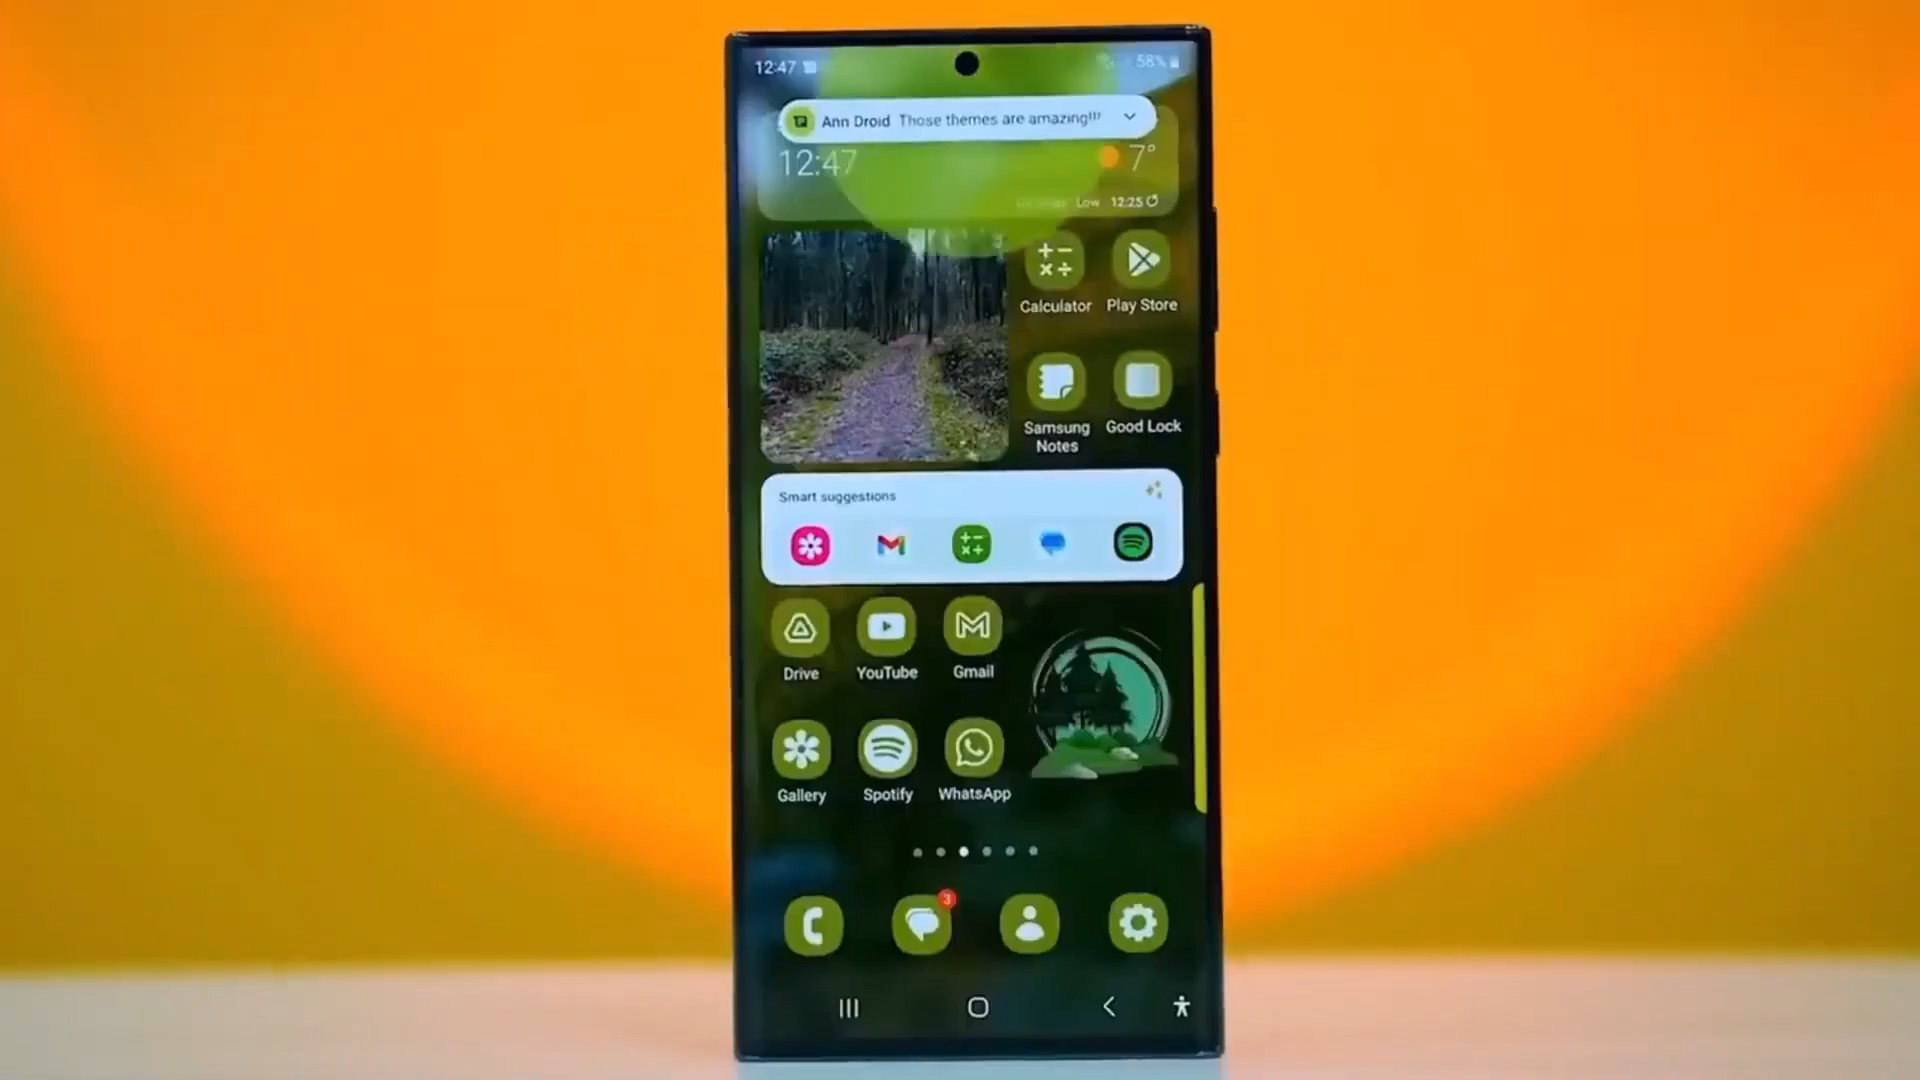 12:47
58%
Ann Droid Those themes are amazing!!!
12:47
7°
Low 12:25
Calculator
Play Store
Samsung Notes
Good Lock
Smart suggestions
Drive
YouTube
Gmail
Gallery
Spotify
WhatsApp
3